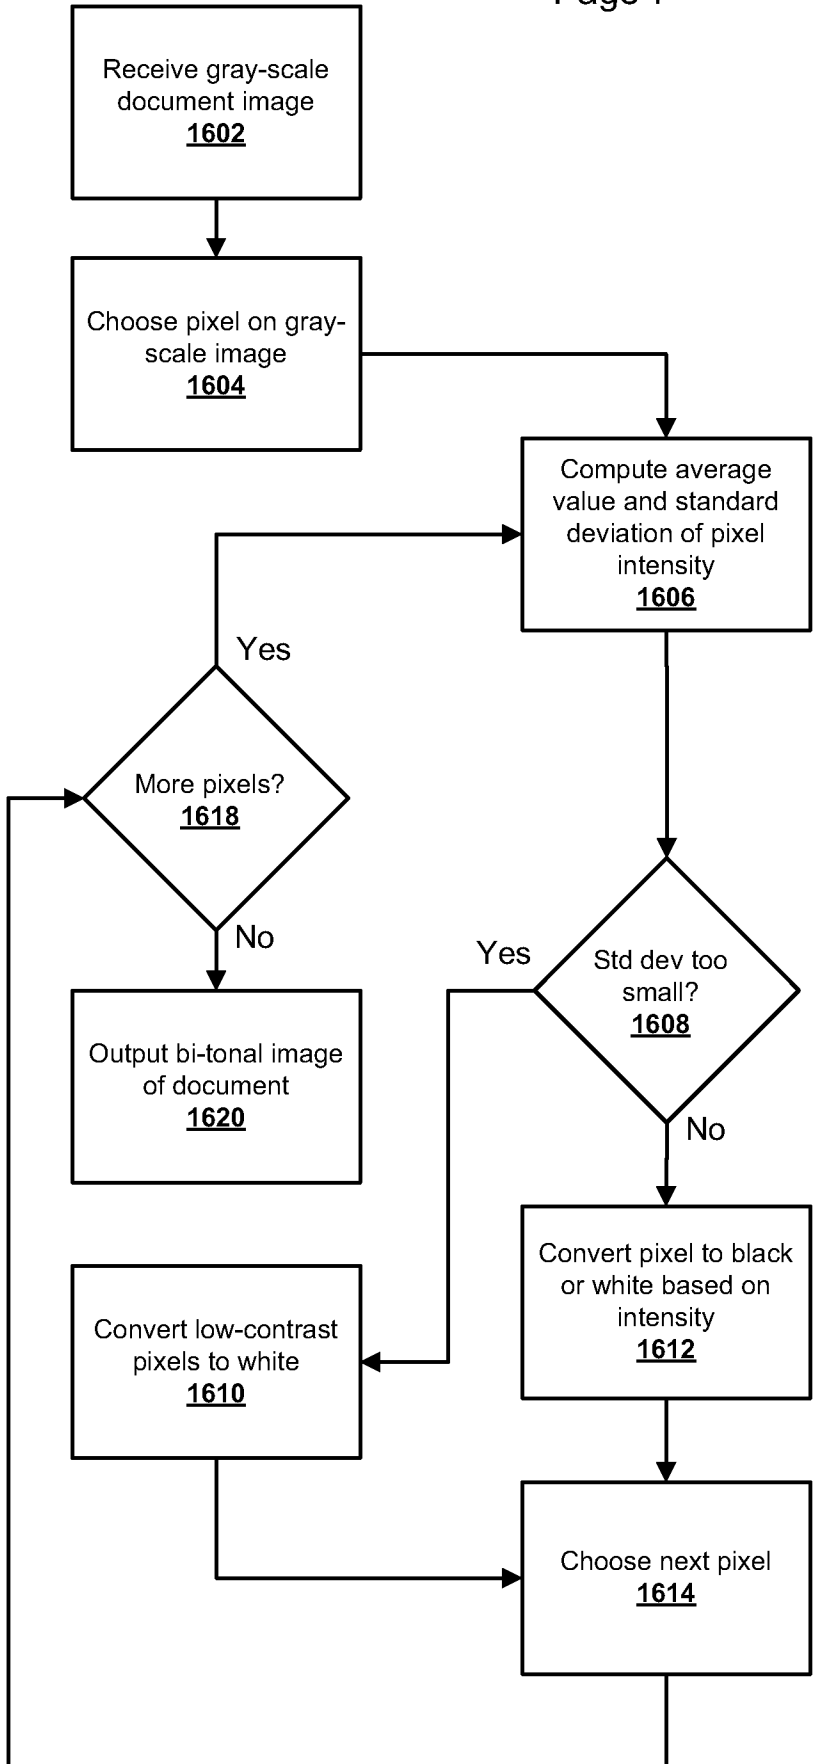 Receive gray-scale
document image
1602
Choose pixel on gray-
scale image
1604
Compute average
value and standard
deviation of pixel
intensity
1606
Yes
More pixels?
1618
No
Output bi-tonal image
of document
1620
Yes
Std dev too
small?
1608
No
Convert pixel to black
or white based on
intensity
1612
Convert low-contrast
pixels to white
1610
Choose next pixel
1614